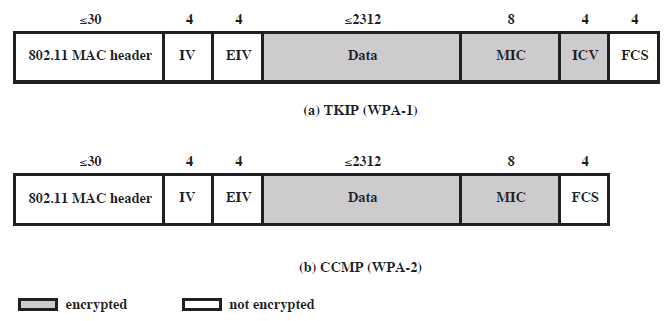 ≤30 4 4 ≤2312 8 4 4
802.11 MAC header IV EIV Data MIC ICV FCS
(a) TKIP (WPA-1)
≤30 4 4 ≤2312 8 4
802.11 MAC header IV EIV Data MIC FCS
(b) CCMP (WPA-2)
encrypted not encrypted